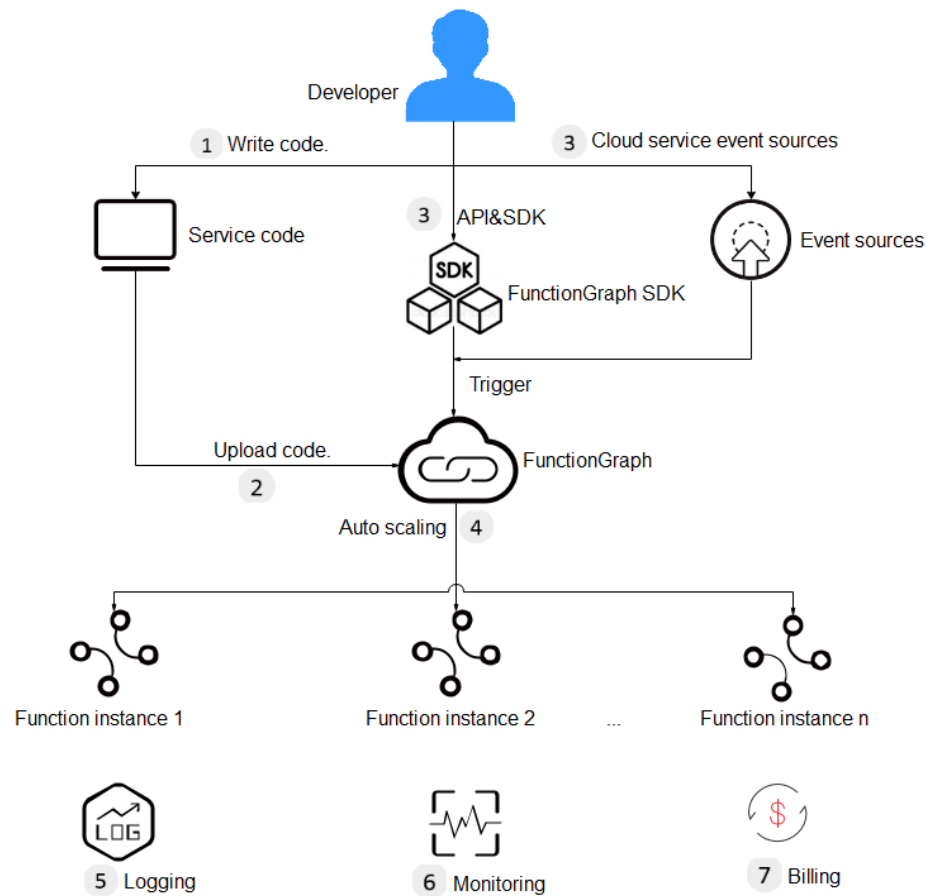 Developer
1 Write code.
3 Cloud service event sources
3 API&SDK
Service code
Event sources
SDK
FunctionGraph SDK
Trigger
Upload code.
2
FunctionGraph
Auto scaling 4
Function instance 1
Function instance 2
...
Function instance n
LOG
$
5 Logging
6 Monitoring
7 Billing